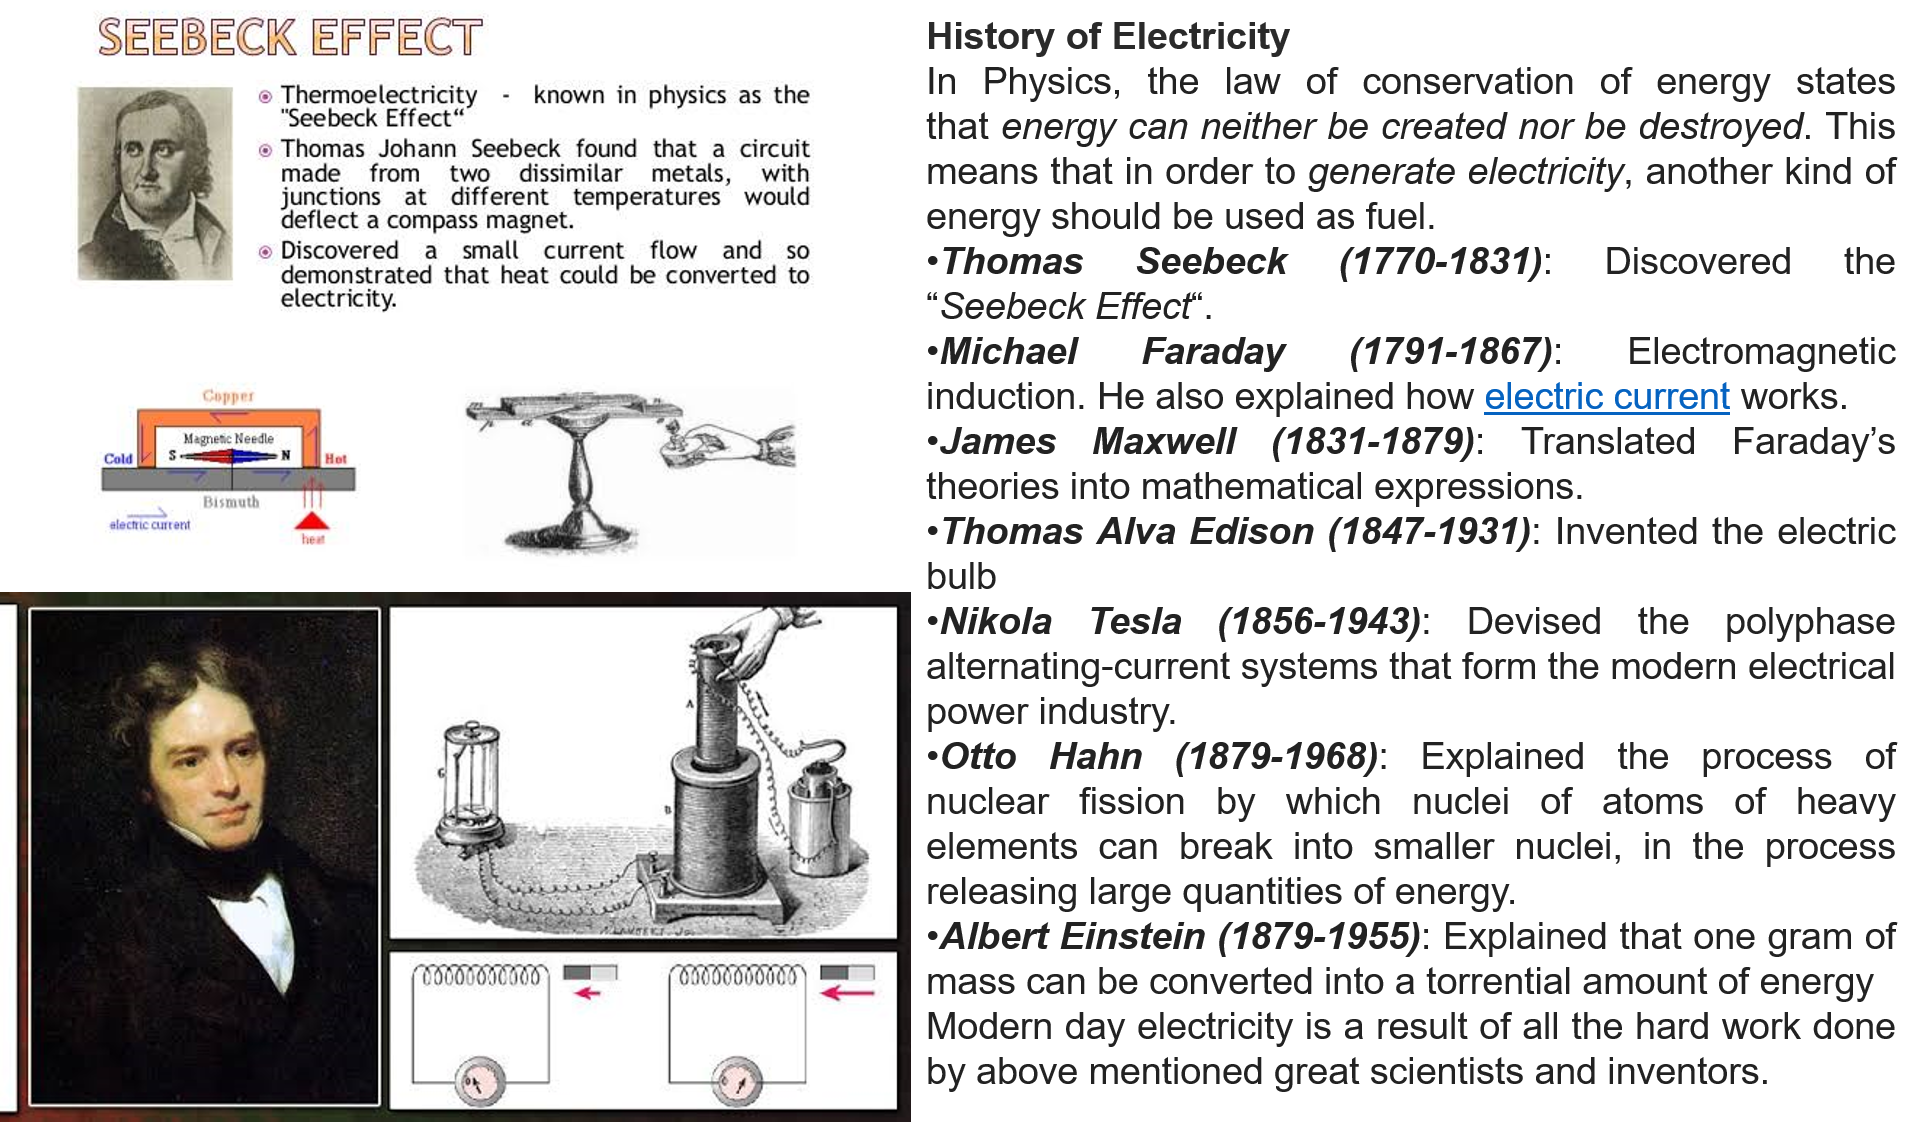 SEEBECK EFFECT
Thermoelectricity - known in physics as the
"Seebeck Effect“
Thomas Johann Seebeck found that a circuit
made from two dissimilar metals, with
junctions at different temperatures would
deflect a compass magnet.
Discovered a small current flow and so
demonstrated that heat could be converted to
electricity.
Copper
Magnetic Needle
Cold
S
N
Hot
Bismuth
electric current
heat
A
G
B
History of Electricity
In Physics, the law of conservation of energy states
that energy can neither be created nor be destroyed. This
means that in order to generate electricity, another kind of
energy should be used as fuel.
•Thomas Seebeck (1770-1831): Discovered the
“Seebeck Effect“.
•Michael Faraday (1791-1867): Electromagnetic
induction. He also explained how electric current works.
•James Maxwell (1831-1879): Translated Faraday’s
theories into mathematical expressions.
•Thomas Alva Edison (1847-1931): Invented the electric
bulb
•Nikola Tesla (1856-1943): Devised the polyphase
alternating-current systems that form the modern electrical
power industry.
•Otto Hahn (1879-1968): Explained the process of
nuclear fission by which nuclei of atoms of heavy
elements can break into smaller nuclei, in the process
releasing large quantities of energy.
•Albert Einstein (1879-1955): Explained that one gram of
mass can be converted into a torrential amount of energy
Modern day electricity is a result of all the hard work done
by above mentioned great scientists and inventors.